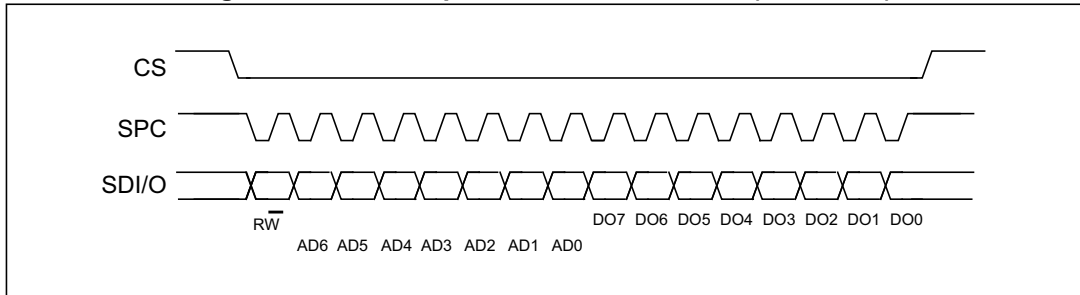 CS
SPC
SDI/O
RW
DO7 DO6 DO5 DO4 DO3 DO2 DO1 DO0
AD6 AD5 AD4 AD3 AD2 AD1 AD0